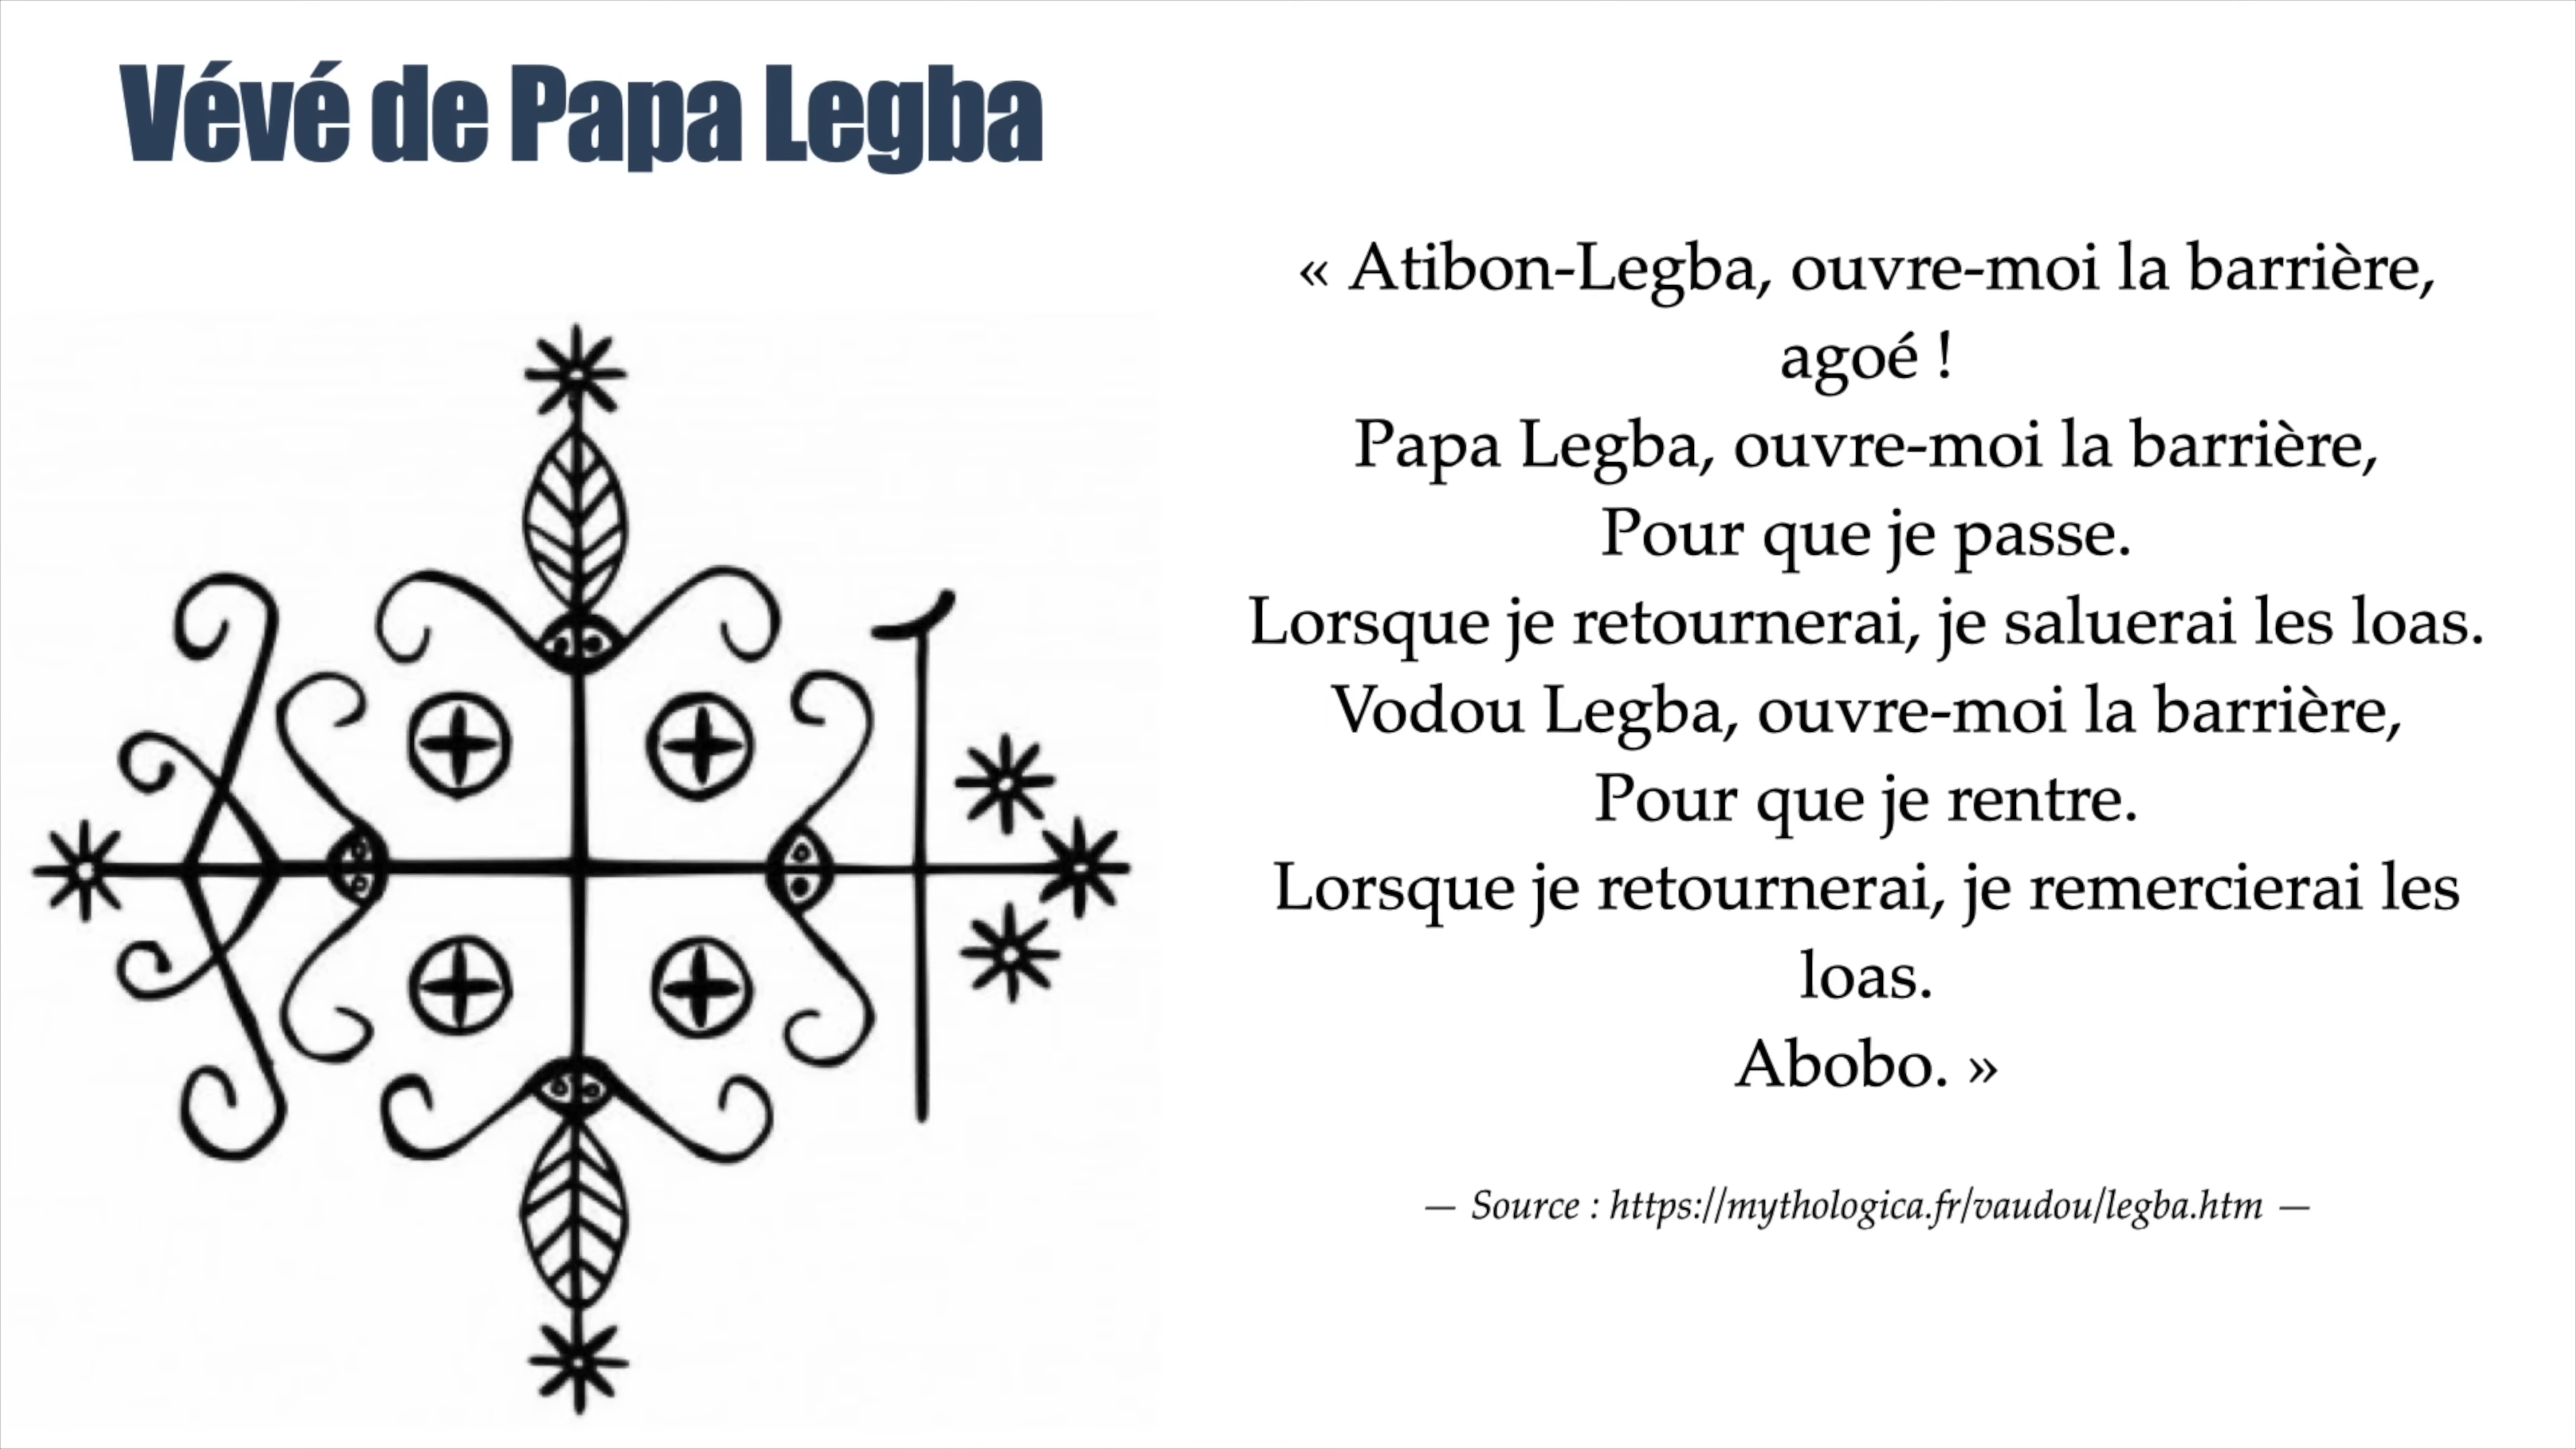 Vévé de Papa Legba
« Atibon-Legba, ouvre-moi la barrière,
agoé !
Papa Legba, ouvre-moi la barrière,
Pour que je passe.
Lorsque je retournerai, je saluerai les loas.
Vodou Legba, ouvre-moi la barrière,
Pour que je rentre.
Lorsque je retournerai, je remercierai les
loas.
Abobo. »
— Source : https://mythologica.fr/vaudou/legba.htm —